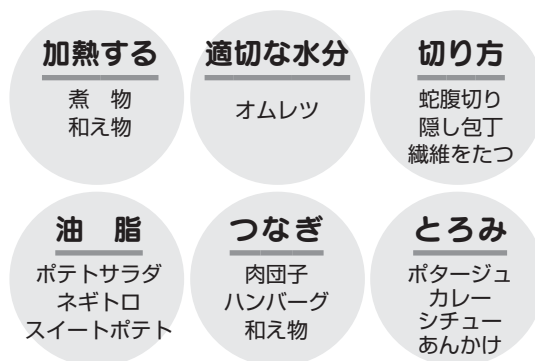 加熱する
煮　物
和え物
適切な水分
オムレツ
切り方
蛇腹切り
隠し包丁
繊維をたつ
油　脂
ポテトサラダ
ネギトロ
スイートポテト
つなぎ
肉団子
ハンバーグ
和え物
とろみ
ポタージュ
カレー
シチュー
あんかけ